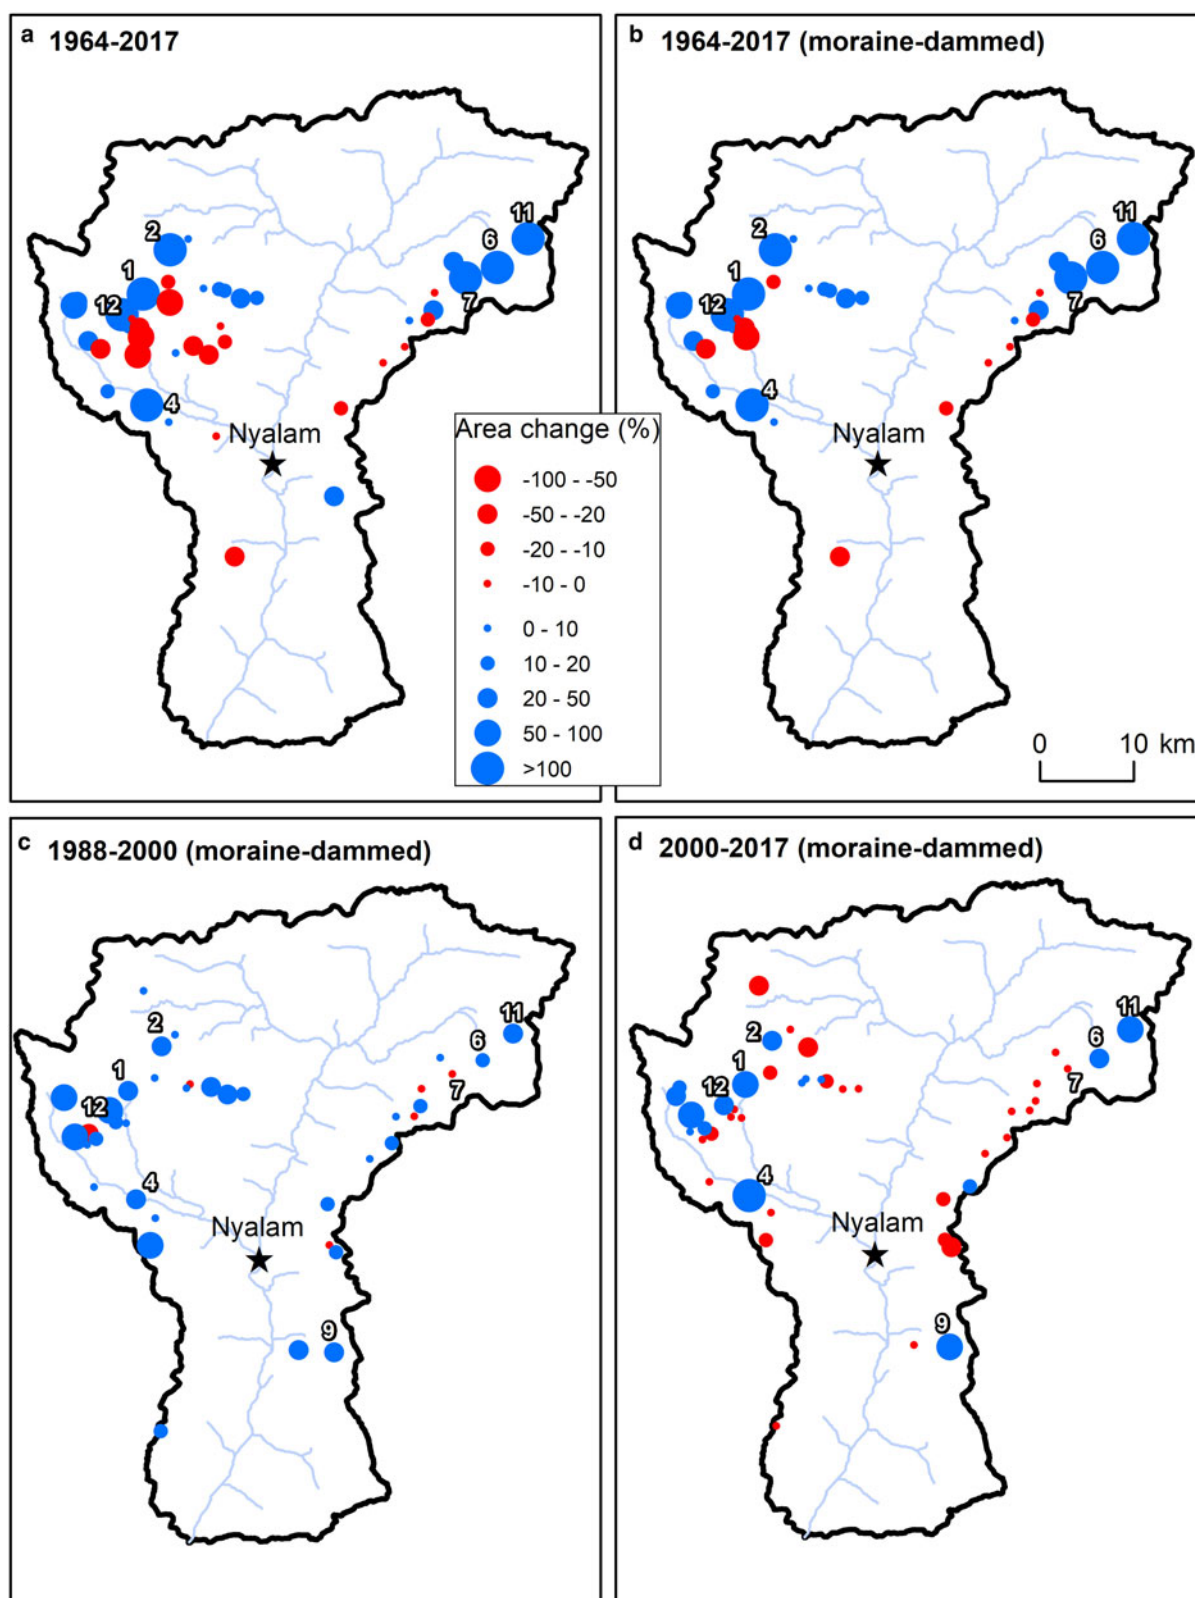 a 1964-2017
2
11
6
1
12
7
4
Nyalam
b 1964-2017 (moraine-dammed)
2
11
6
1
12
7
4
Nyalam
0 10 km
Area change (%)
-100 - -50
-50 - -20
-20 - -10
-10 - 0
0 - 10
10 - 20
20 - 50
50 - 100
>100
c 1988-2000 (moraine-dammed)
2
11
6
1
7
12
4
Nyalam
9
d 2000-2017 (moraine-dammed)
11
2
6
1
7
12
4
Nyalam
9